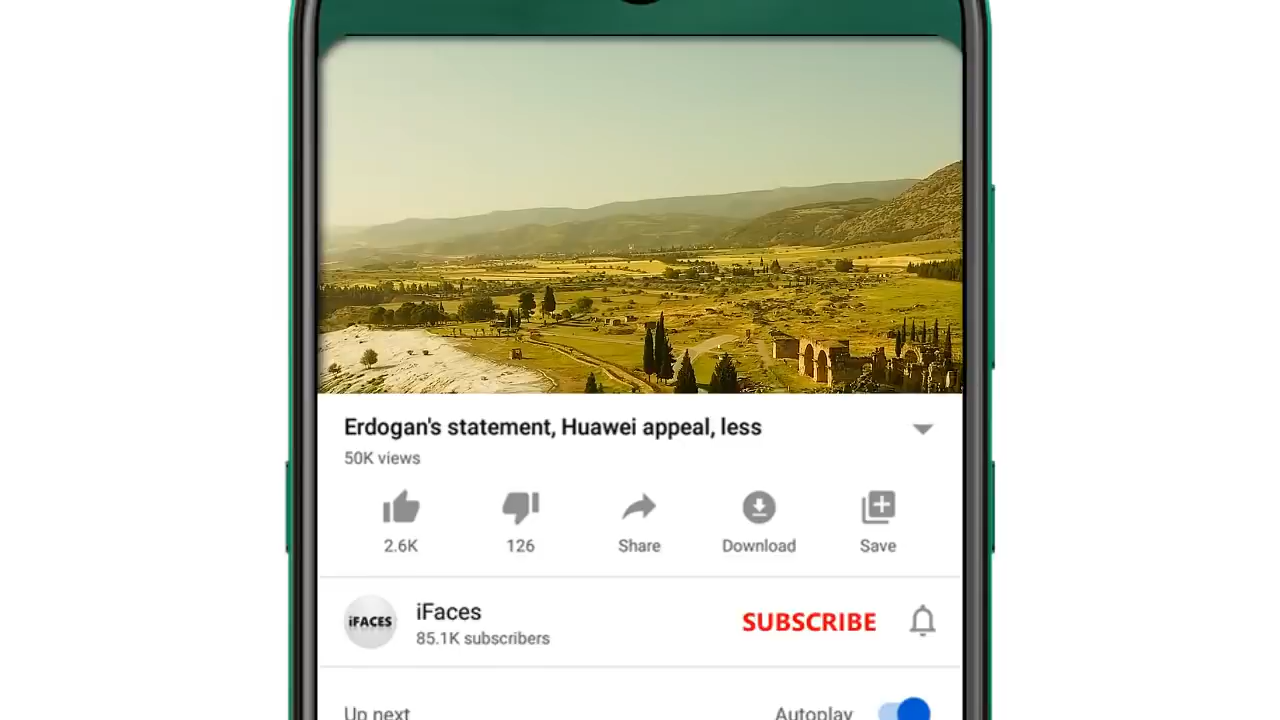 Erdogan's statement, Huawei appeal, less
50K views
2.6K
126
Share
Download
Save
iFACES
iFaces
85.1K subscribers
SUBSCRIBE
Up next
Autoplay